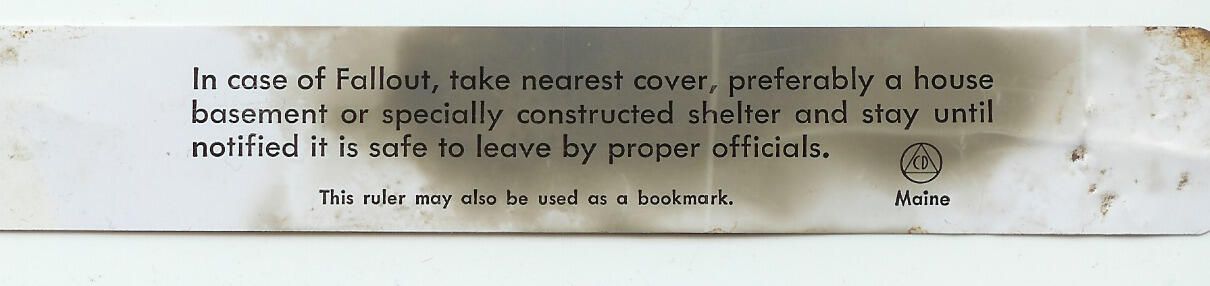 In case of Fallout, take nearest cover, preferably a house
basement or specially constructed shelter and stay until
notified it is safe to leave by proper officials.
CD
This ruler may also be used as a bookmark.
Maine